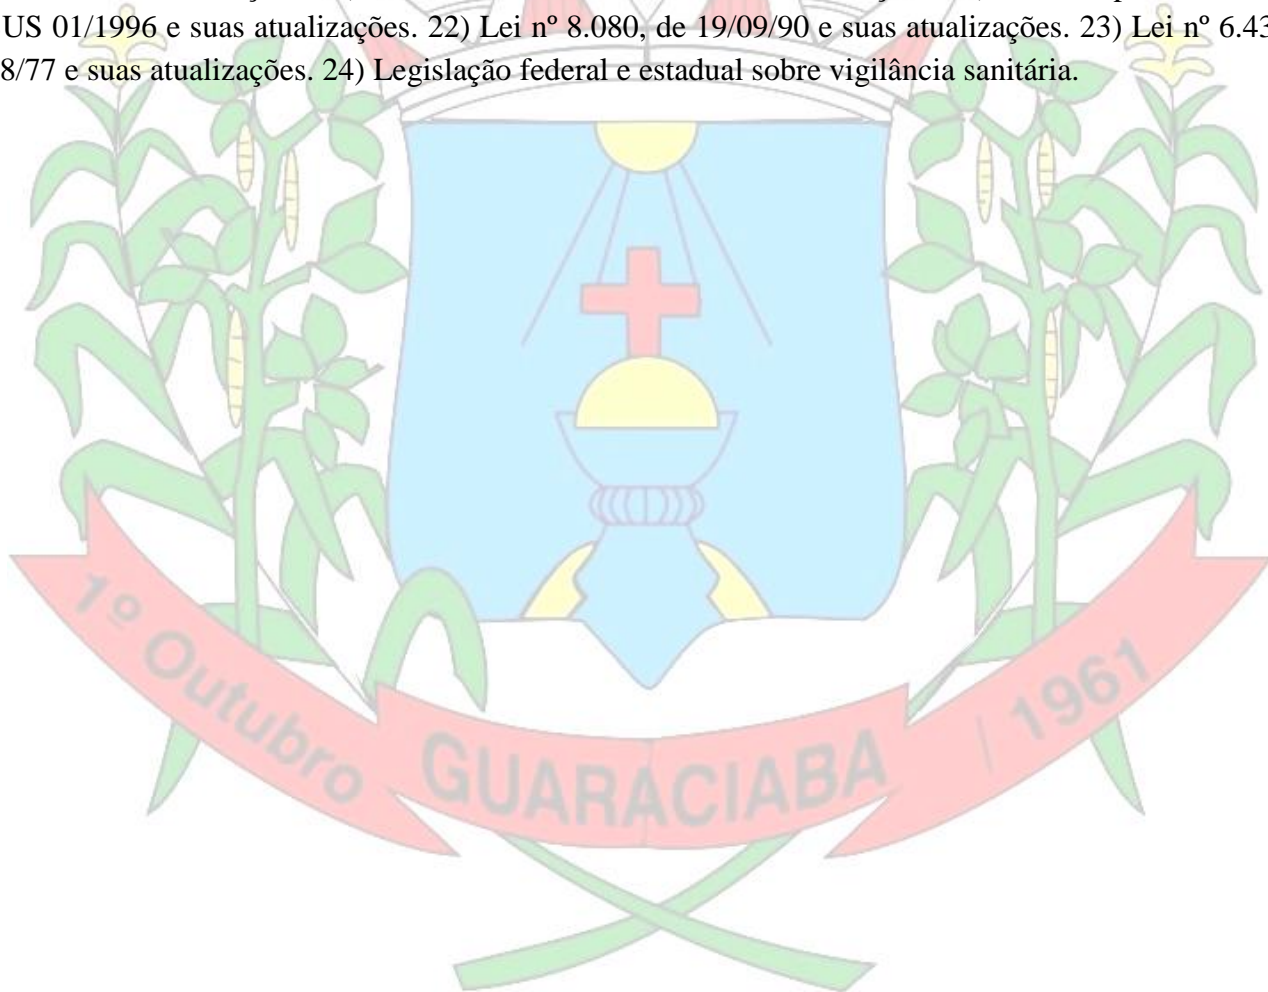 US 01/1996 e suas atualizações. 22) Lei nº 8.080, de 19/09/90 e suas atualizações. 23) Lei nº 6.43
8/77 e suas atualizações. 24) Legislação federal e estadual sobre vigilância sanitária.
1º Outubro GUARACIABA / 1961